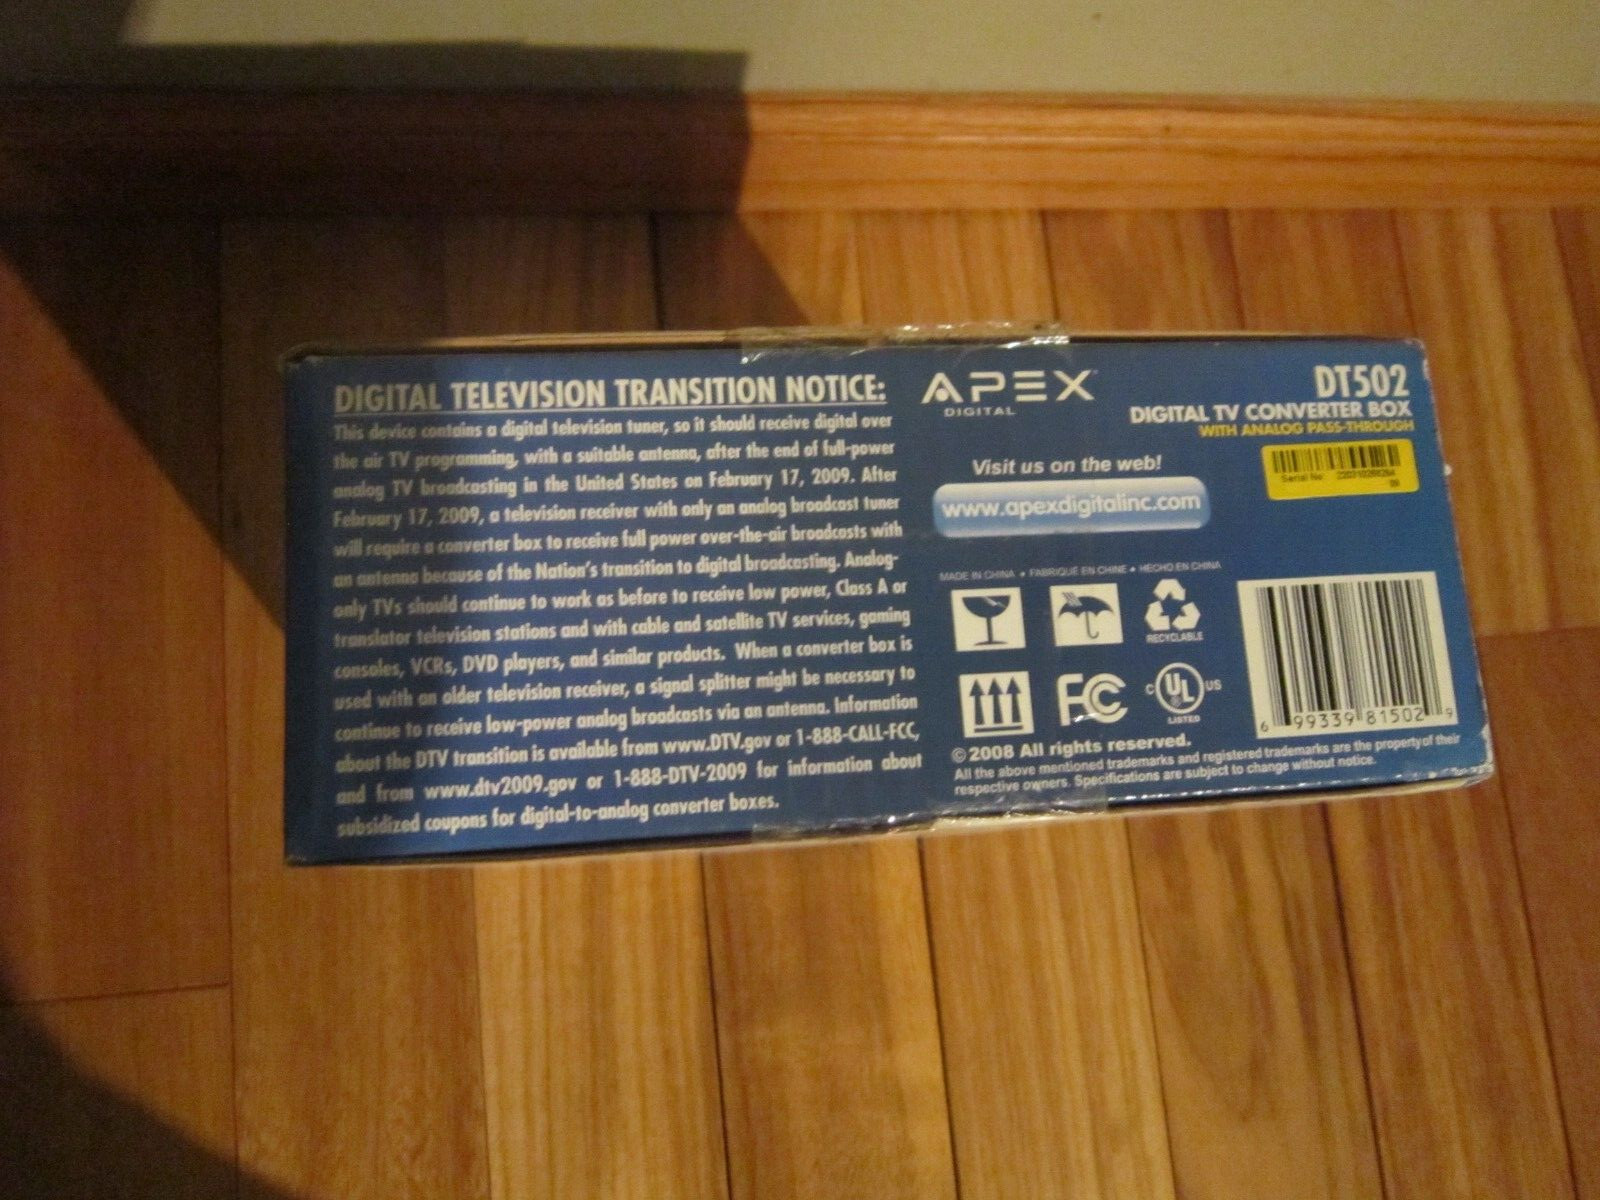 DIGITAL TELEVISION TRANSITION NOTICE:
This device contains a digital television tuner, so it should receive digital over
the air TV programming, with a suitable antenna, after the end of full-power
analog TV broadcasting in the United States on February 17, 2009. After
February 17, 2009, a television receiver with only an analog broadcast tuner
will require a converter box to receive full power over-the-air broadcasts with
an antenna because of the Nation's transition to digital broadcasting. Analog-
only TVs should continue to work as before to receive low power, Class A or
translator television stations and with cable and satellite TV services, gaming
consoles, VCRs, DVD players, and similar products. When a converter box is
used with an older television receiver, a signal splitter might be necessary to
continue to receive low-power analog broadcasts via an antenna. Information
about the DTV transition is available from www.DTV.gov or 1-888-CALL-FCC,
and from www.dtv2009.gov or 1-888-DTV-2009 for information about
subsidized coupons for digital-to-analog converter boxes.
APEX
DIGITAL
Visit us on the web!
www.apexdigitalinc.com
MADE IN CHINA • FABRIQUÉ EN CHINE • HECHO EN CHINA
RECYCLABLE
FC
C UL US
LISTED
©2008 All rights reserved.
All the above mentioned trademarks and registered trademarks are the property of their
respective owners. Specifications are subject to change without notice.
DT502
DIGITAL TV CONVERTER BOX
WITH ANALOG PASS-THROUGH
Serial No
09
6 99339 81502 9